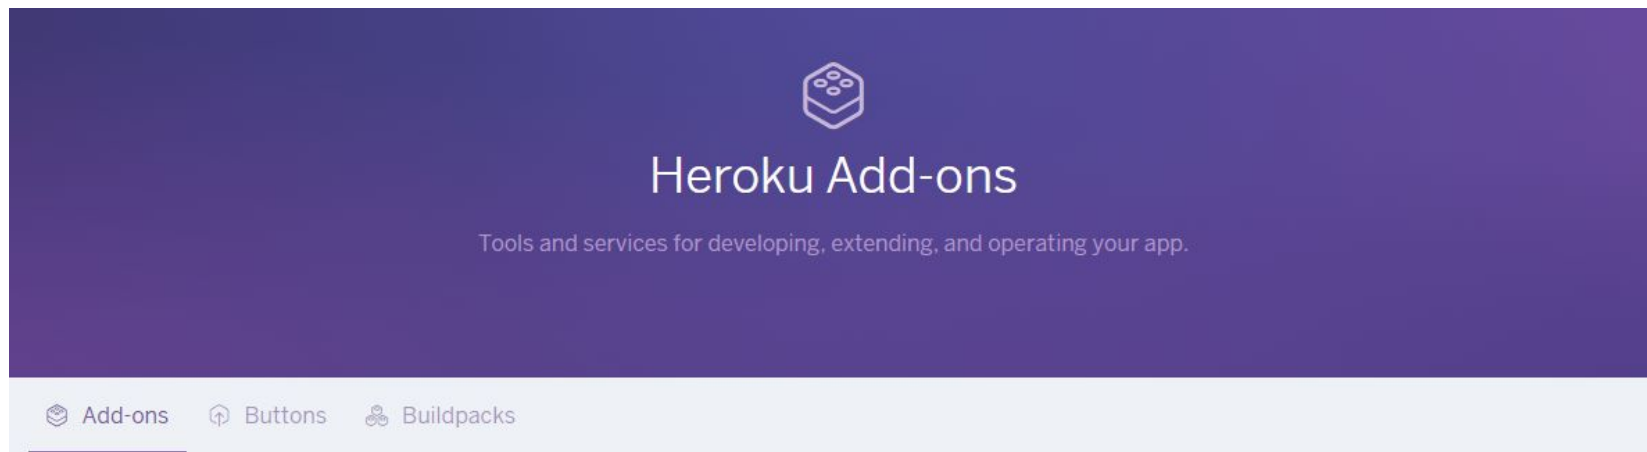 Heroku Add-ons
Tools and services for developing, extending, and operating your app.
Add-ons Buttons Buildpacks